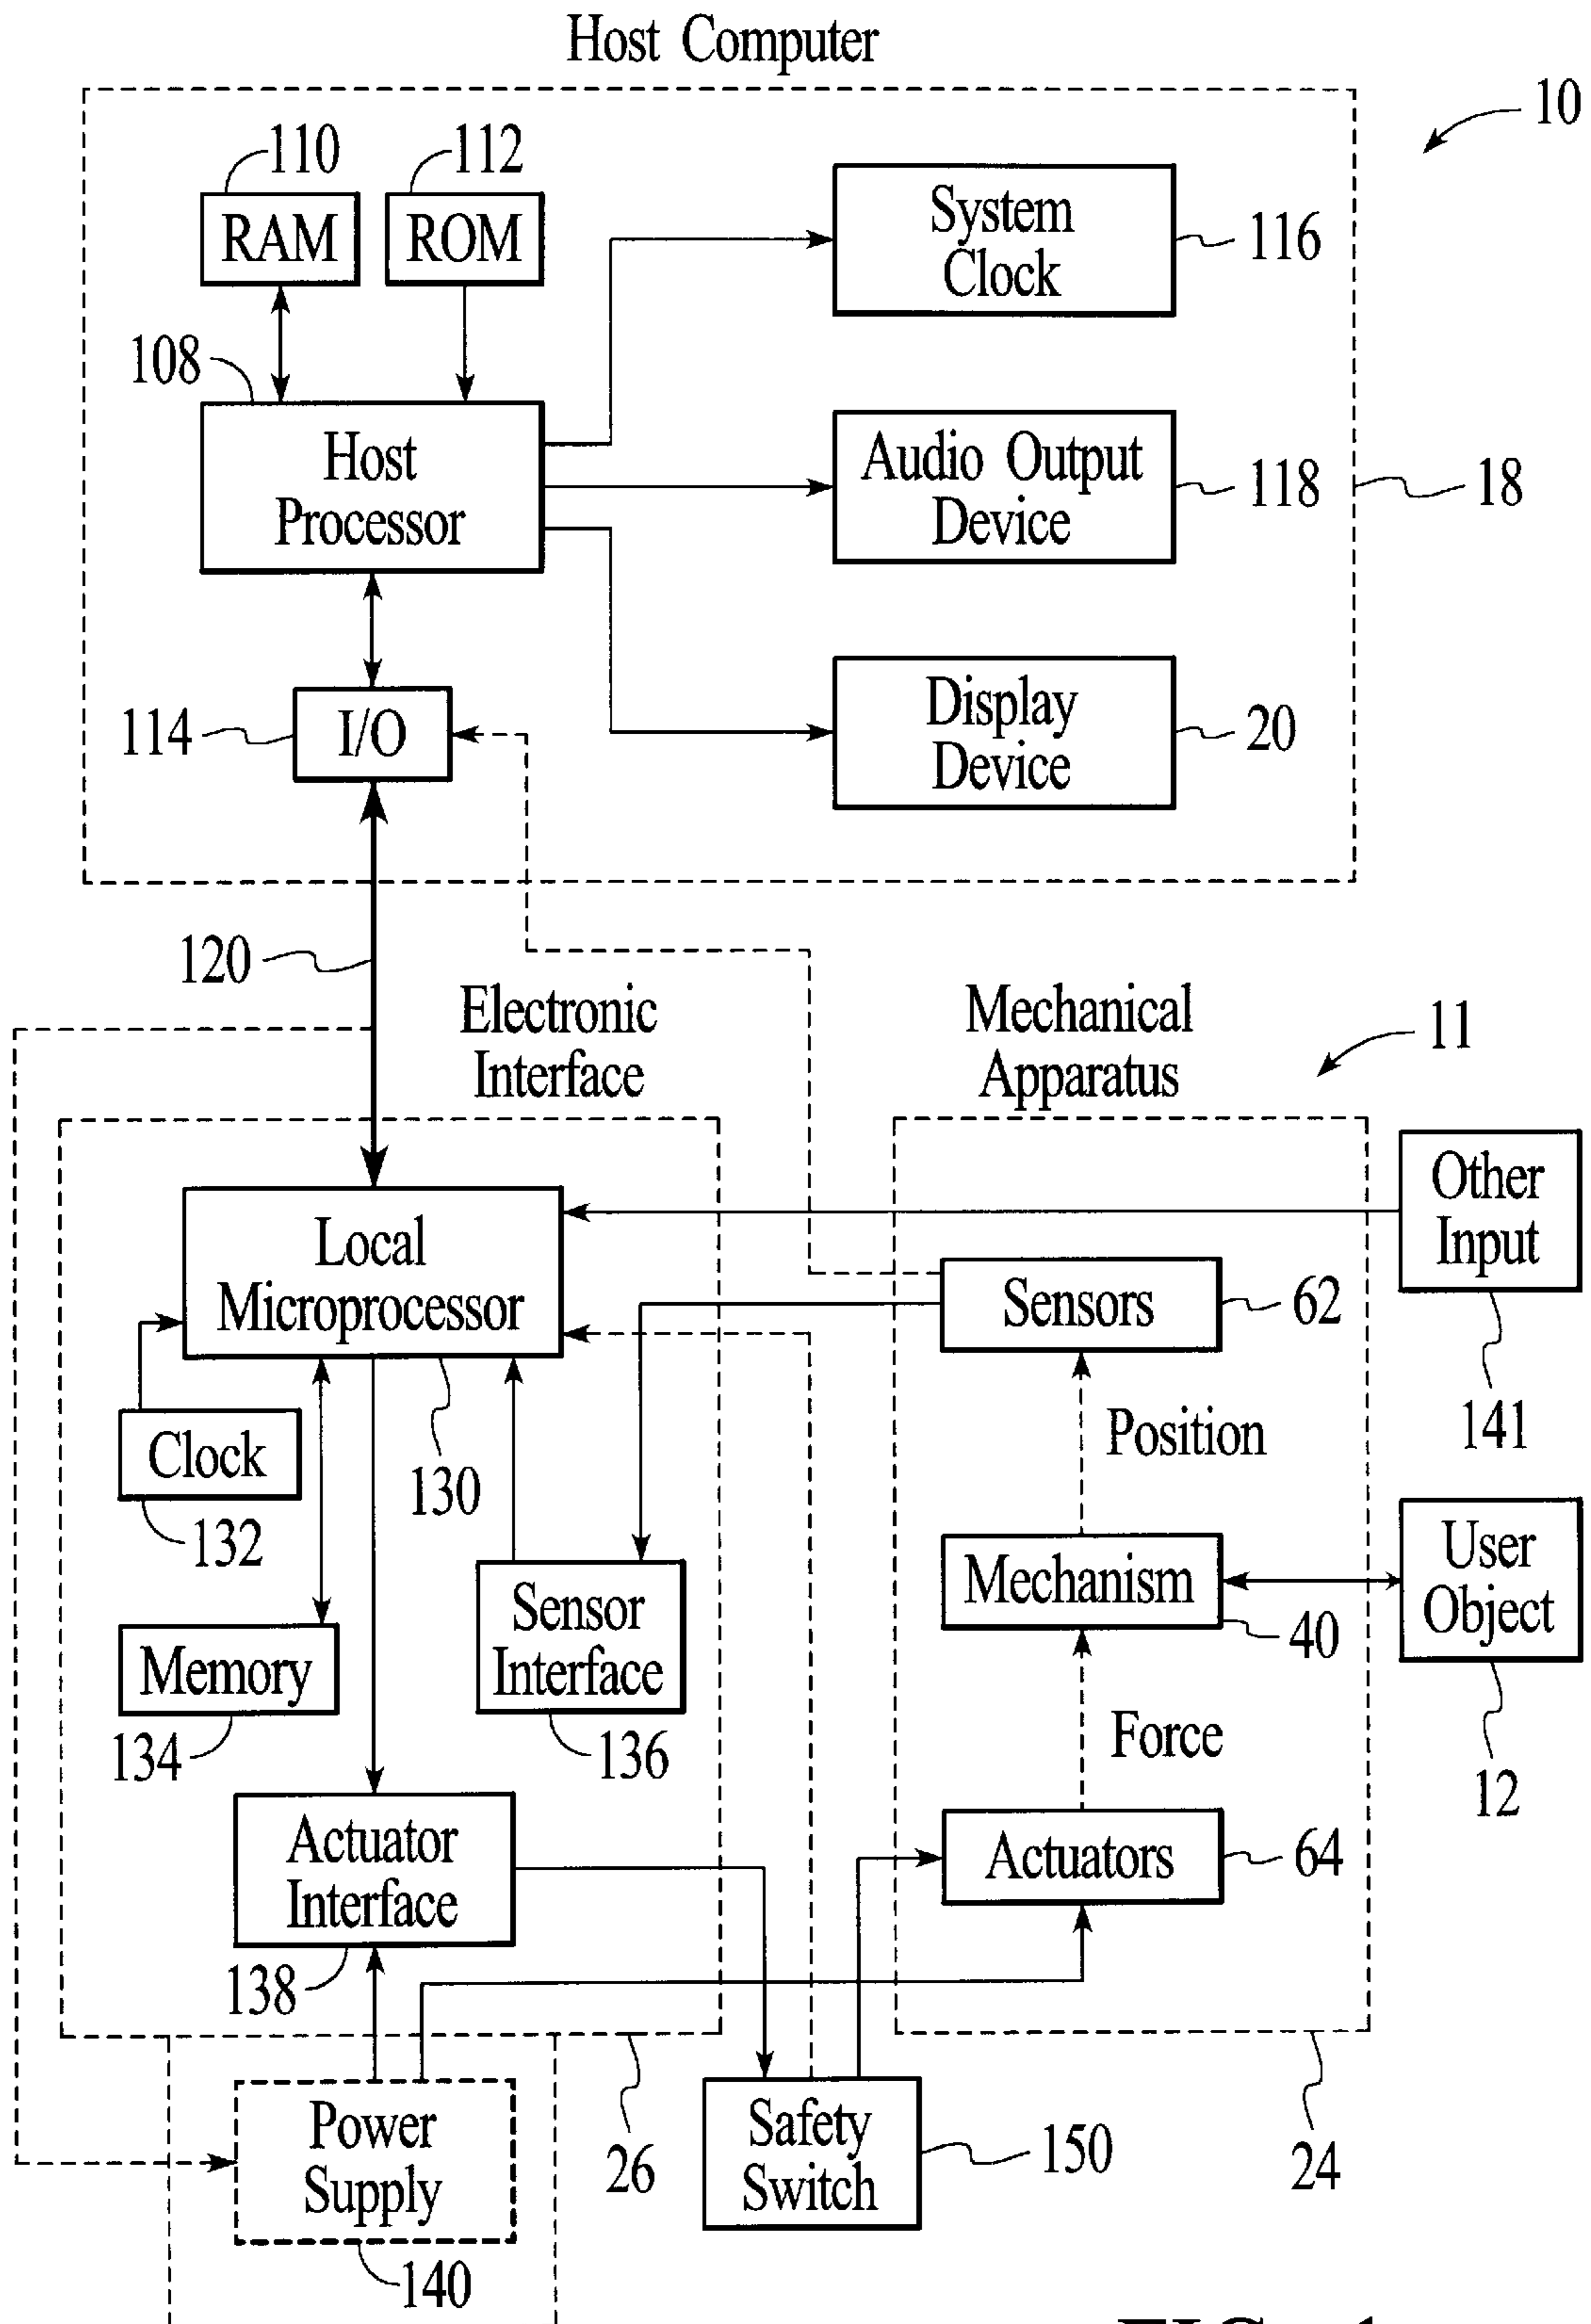 Host Computer
10
110
112
RAM
ROM
System
Clock
116
108
Host
Processor
Audio Output
Device
118
18
114
I/O
Display
Device
20
120
Electronic
Interface
Mechanical
Apparatus
11
Local
Microprocessor
Other
Input
Sensors
62
141
Clock
130
132
Position
Sensor
Interface
Mechanism
40
User
Object
Memory
134
136
Force
12
Actuator
Interface
Actuators
64
138
Power
Supply
26
Safety
Switch
150
24
140